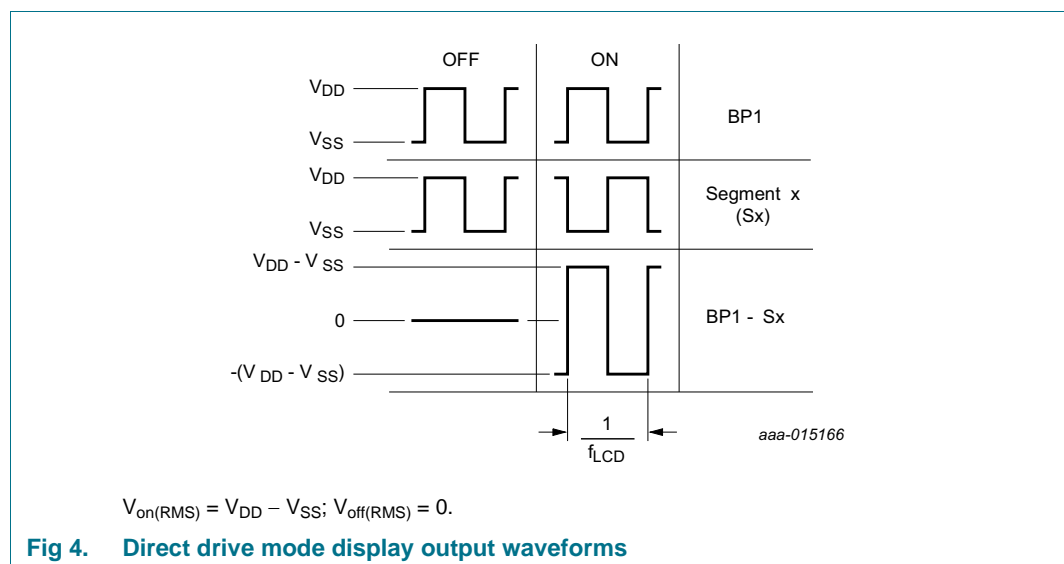 OFF ON
VDD
VSS
BP1
VDD
VSS
Segment x
(Sx)
VDD - VSS
0
-(VDD - VSS)
BP1 - Sx
1
fLCD
aaa-015166
Von(RMS) = VDD − VSS; Voff(RMS) = 0.
Fig 4. Direct drive mode display output waveforms